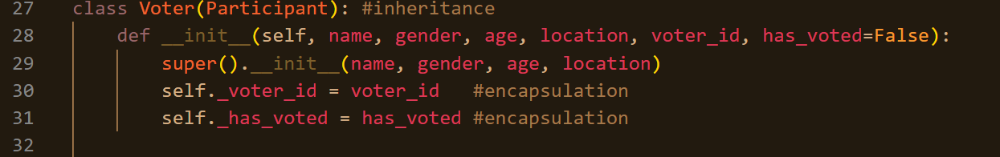 27 class Voter(Participant): #inheritance
28     def __init__(self, name, gender, age, location, voter_id, has_voted=False):
29         super().__init__(name, gender, age, location)
30         self._voter_id = voter_id   #encapsulation
31         self._has_voted = has_voted #encapsulation
32